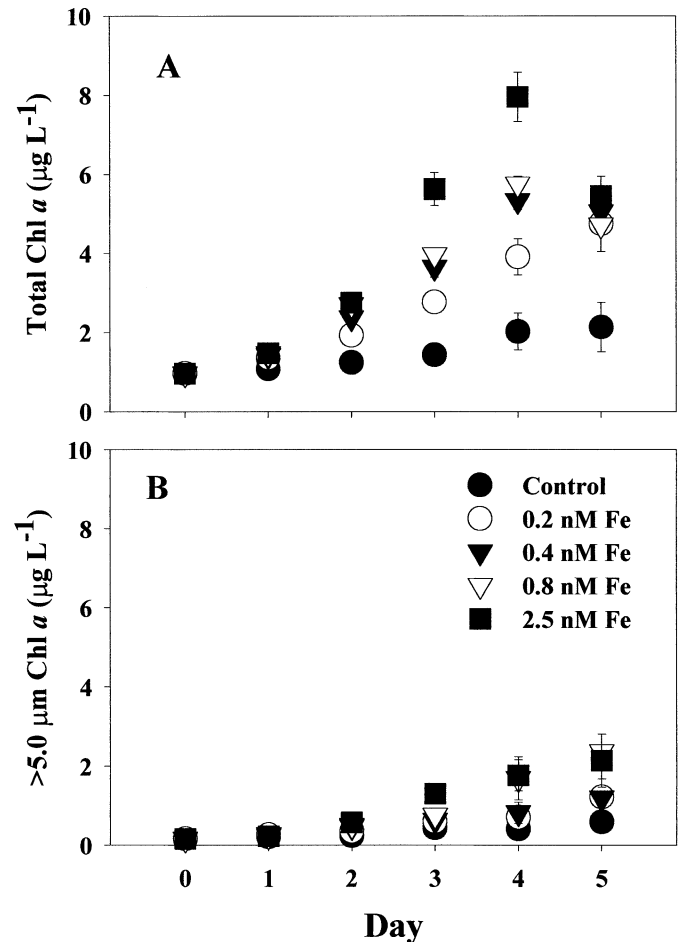 10
8
6
4
2
0
Total Chl a (μg L-1)
A
10
8
6
4
2
0
>5.0 μm Chl a (μg L-1)
B
Control
0.2 nM Fe
0.4 nM Fe
0.8 nM Fe
2.5 nM Fe
0 1 2 3 4 5
Day